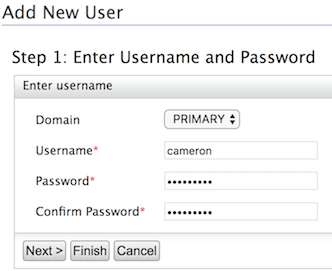 Add New User
Step 1: Enter Username and Password
Enter username
Domain PRIMARY
Username* cameron
Password* •••••••••
Confirm Password* •••••••••
Next > Finish Cancel